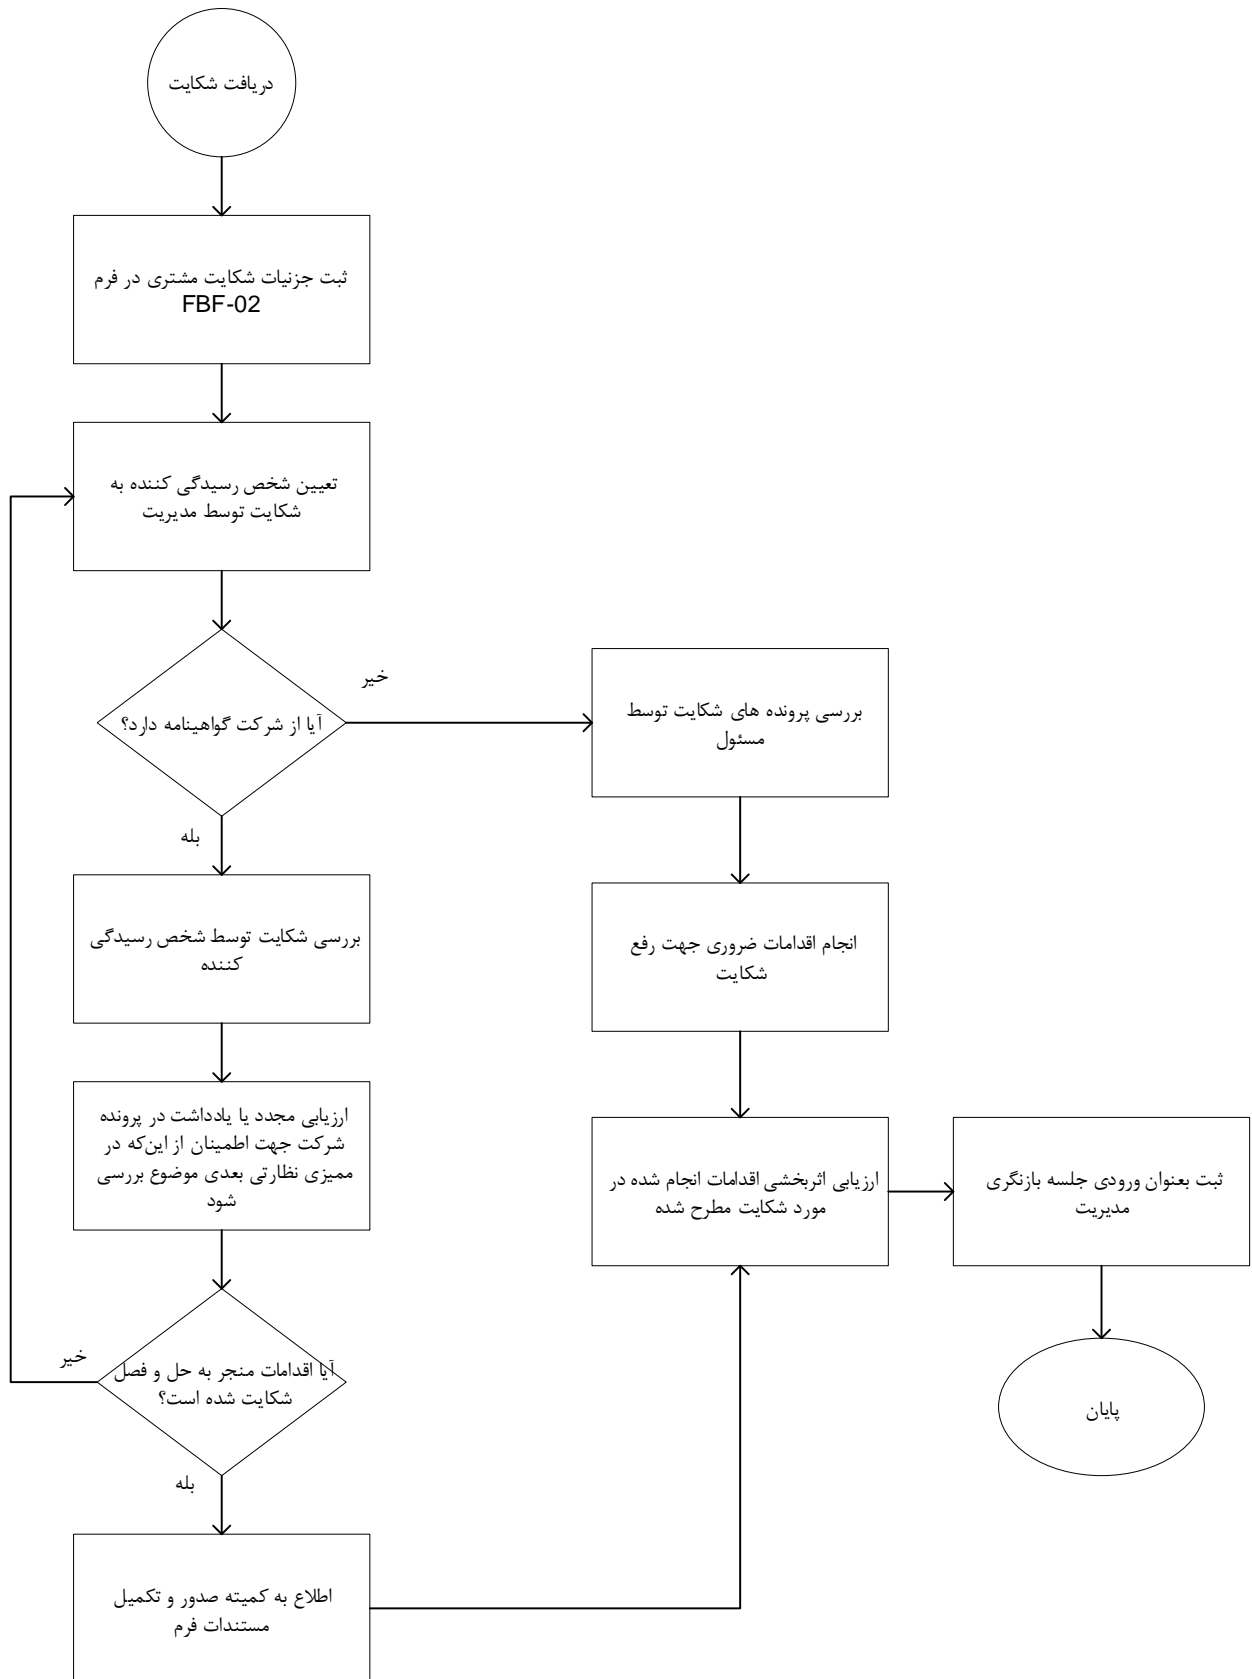 دریافت شکایت
ثبت جزئیات شکایت مشتری در فرم
FBF-02
تعیین شخص رسیدگی کننده به
شکایت توسط مدیریت
آیا از شرکت گواهینامه دارد؟
خیر
بله
بررسی پرونده های شکایت توسط
مسئول
بررسی شکایت توسط شخص رسیدگی
کننده
انجام اقدامات ضروری جهت رفع
شکایت
ارزیابی مجدد یا یادداشت در پرونده
شرکت جهت اطمینان از این‌که در
ممیزی نظارتی بعدی موضوع بررسی
شود
ارزیابی اثربخشی اقدامات انجام شده در
مورد شکایت مطرح شده
ثبت بعنوان ورودی جلسه بازنگری
مدیریت
آیا اقدامات منجر به حل و فصل
شکایت شده است؟
خیر
بله
پایان
اطلاع به کمیته صدور و تکمیل
مستندات فرم